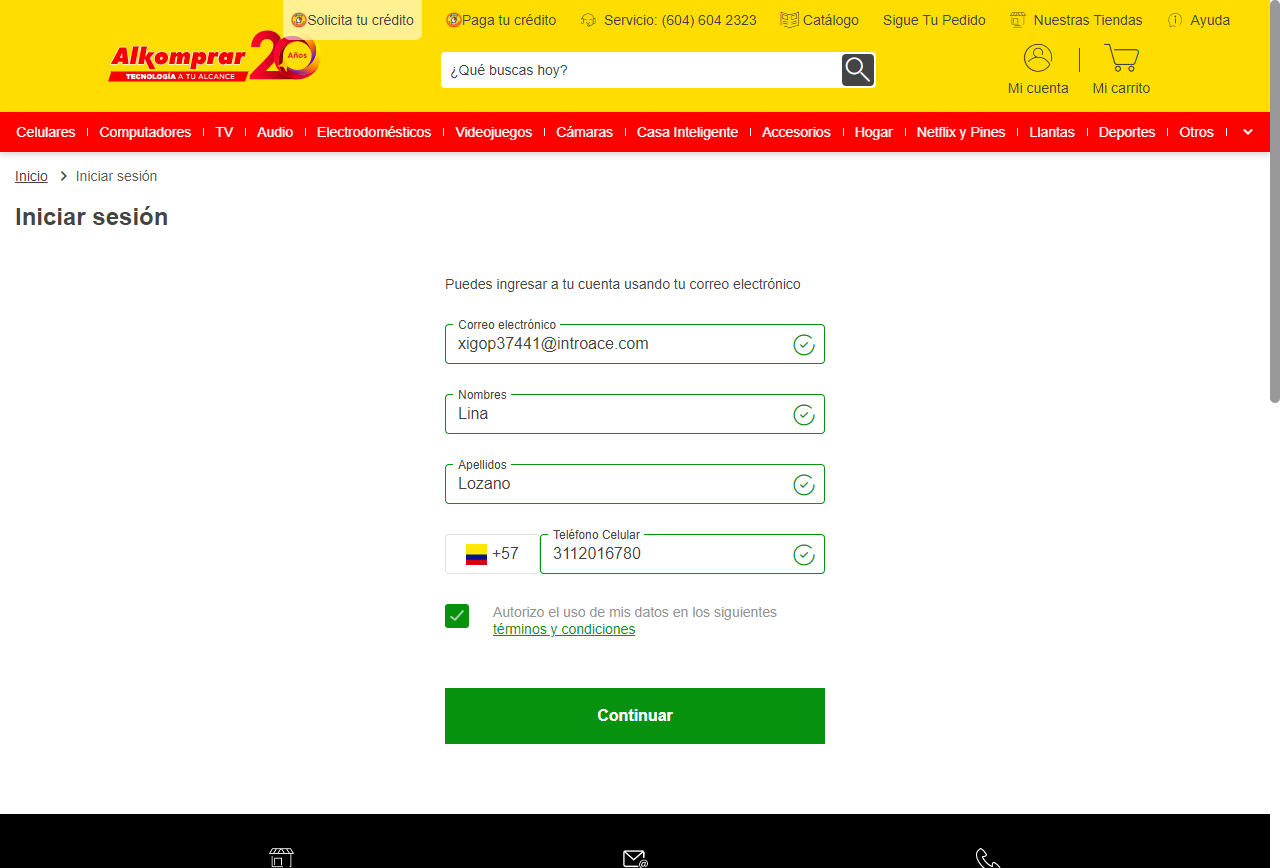 Solicita tu crédito
Paga tu crédito
Servicio: (604) 604 2323
Catálogo
Sigue Tu Pedido
Nuestras Tiendas
Ayuda
Alkomprar 20 Años
TECNOLOGÍA A TU ALCANCE
¿Qué buscas hoy?
Mi cuenta
Mi carrito
Celulares
Computadores
TV
Audio
Electrodomésticos
Videojuegos
Cámaras
Casa Inteligente
Accesorios
Hogar
Netflix y Pines
Llantas
Deportes
Otros
Inicio > Iniciar sesión
Iniciar sesión
Puedes ingresar a tu cuenta usando tu correo electrónico
Correo electrónico
xigop37441@introace.com
Nombres
Lina
Apellidos
Lozano
Teléfono Celular
+57 3112016780
Autorizo el uso de mis datos en los siguientes
términos y condiciones
Continuar